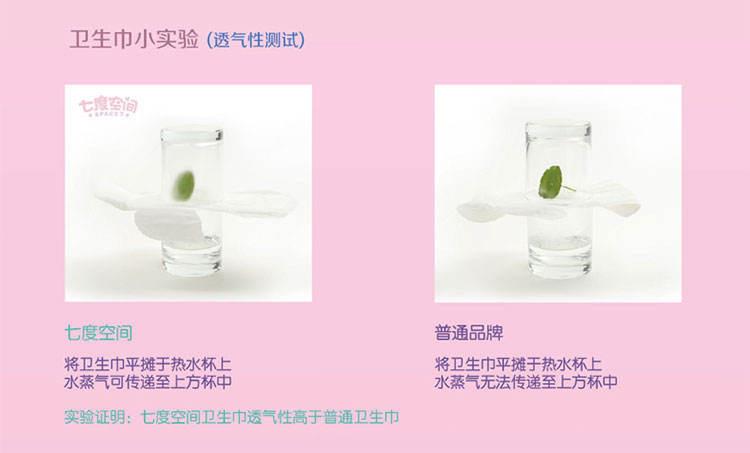 卫生巾小实验 (透气性测试)
七度空间
SPACE7
七度空间
将卫生巾平摊于热水杯上
水蒸气可传递至上方杯中
普通品牌
将卫生巾平摊于热水杯上
水蒸气无法传递至上方杯中
实验证明：七度空间卫生巾透气性高于普通卫生巾